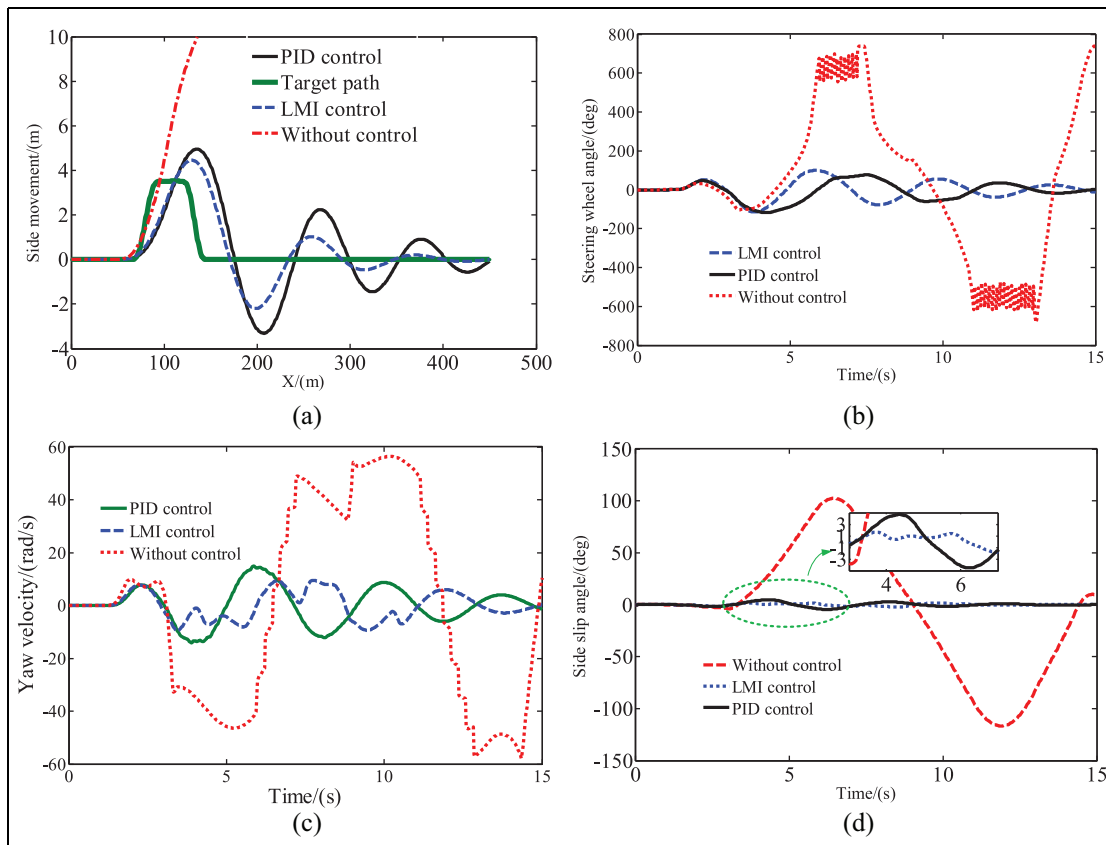 10
8
6
4
2
0
-2
-4
Side movement/(m)
PID control
Target path
LMI control
Without control
0
100
200
300
400
500
X/(m)
(a)
800
600
400
200
0
-200
-400
-600
-800
Steering wheel angle/(deg)
LMI control
PID control
Without control
0
5
10
15
Time/(s)
(b)
60
40
20
0
-20
-40
-60
Yaw velocity/(rad/s)
PID control
LMI control
Without control
0
5
10
15
Time/(s)
(c)
150
100
50
0
-50
-100
-150
Side slip angle/(deg)
3
1
-1
-3
4
6
Without control
LMI control
PID control
0
5
10
15
Time/(s)
(d)